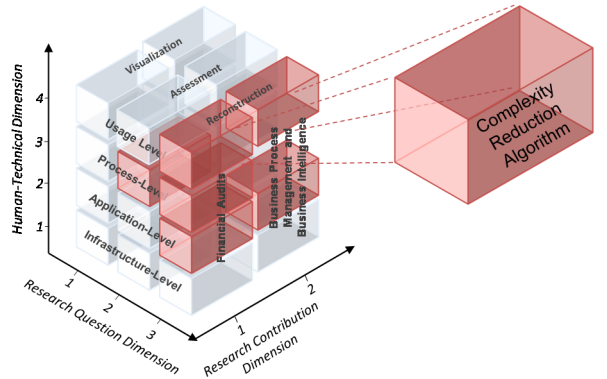 Visualization
Assessment
Reconstruction
Usage Level
Process-Level
Application-Level
Infrastructure-Level
Financial Audits
Business Process
Management and
Business Intelligence
Complexity
Reduction
Algorithm
Human-Technical Dimension
4
3
2
1
1
2
3
Research Question Dimension
1
2
Research Contribution
Dimension